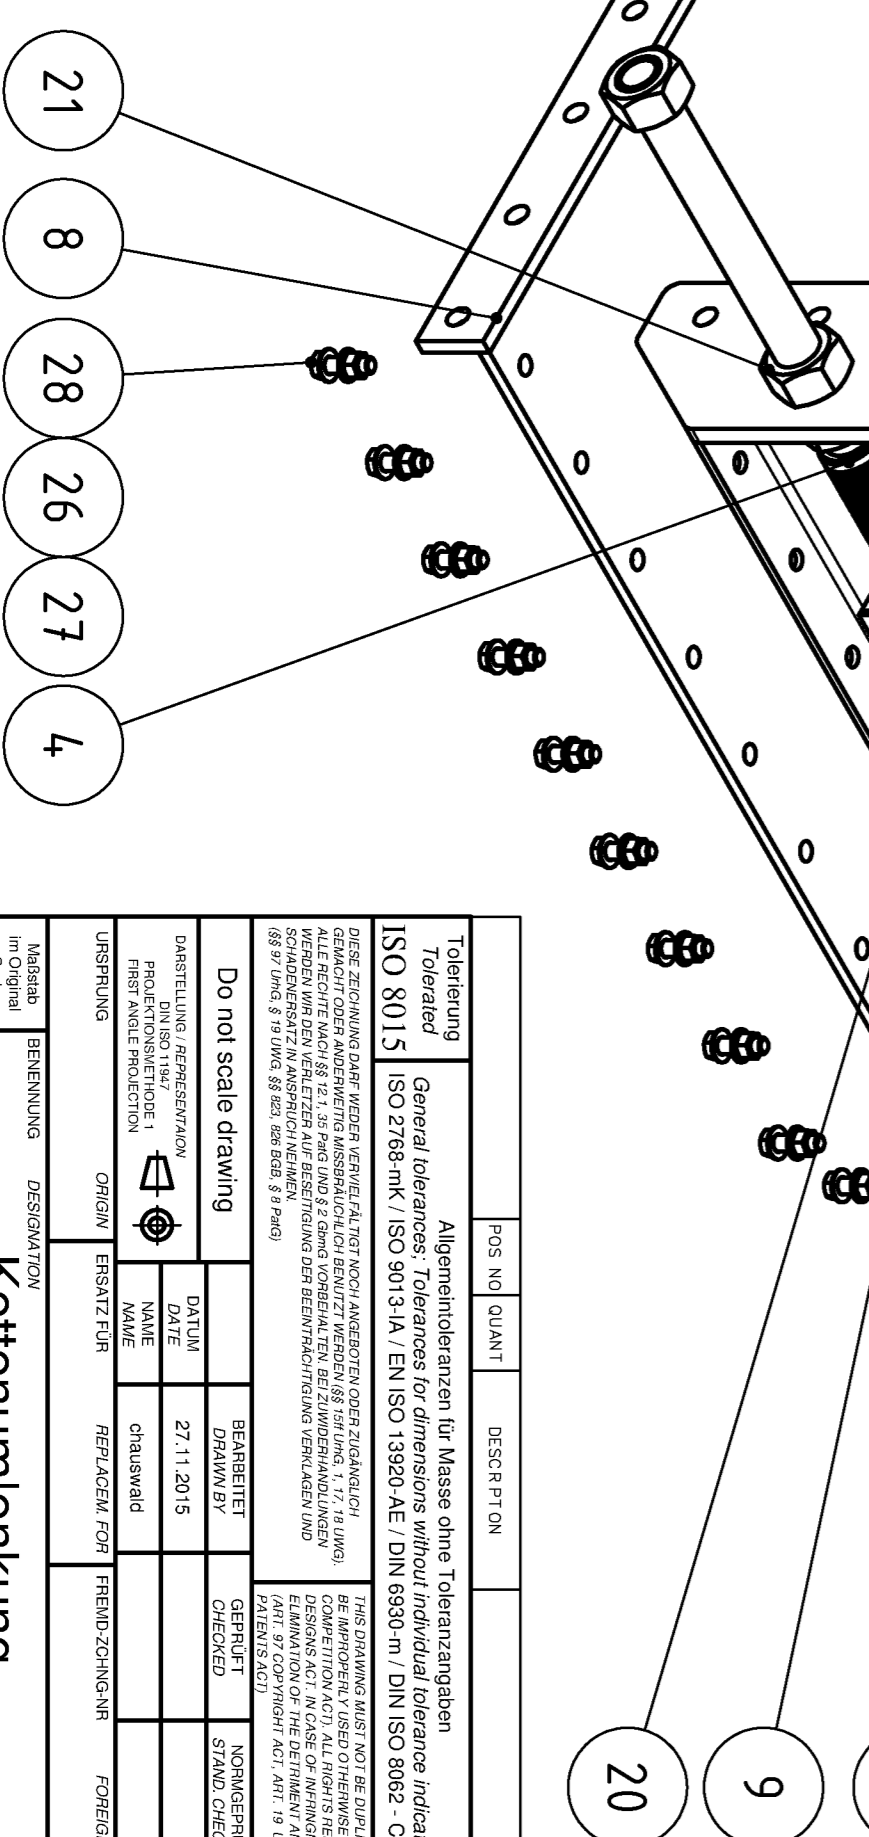 21
8
28
26
27
4
20
9
POS NO QUANT DESCRPTON
Tolerierung
Tolerated
ISO 8015
Allgemeintoleranzen für Masse ohne Toleranzangaben
General tolerances; Tolerances for dimensions without individual tolerance indicat
ISO 2768-mK / ISO 9013-IA / EN ISO 13920-AE / DIN 6930-m / DIN ISO 8062 - C
DIESE ZEICHNUNG DARF WEDER VERVIELFÄLTIGT NOCH ANGEBOTEN ODER ZUGÄNGLICH
GEMACHT ODER ANDERWEITIG MISSBRÄUCHLICH BENUTZT WERDEN (§§ 15ff UrhG, 1, 17, 18 UWG).
ALLE RECHTE NACH §§ 12.1, 35 PatG UND § 2 GbmG VORBEHALTEN. BEI ZUWIDERHANDLUNGEN
WERDEN WIR DEN VERLETZER AUF BESEITIGUNG DER BEEINTRÄCHTIGUNG VERKLAGEN UND
SCHADENERSATZ IN ANSPRUCH NEHMEN.
(§§ 97 UrhG, § 19 UWG, §§ 823, 826 BGB, § 8 PatG)
THIS DRAWING MUST NOT BE DUPL
BE IMPROPERLY USED OTHERWISE
COMPETITION ACT). ALL RIGHTS RE
DESIGNS ACT. IN CASE OF INFRING
ELIMINATION OF THE DETRIMENT A
(ART. 97 COPYRIGHT ACT, ART. 19 U
PATENTS ACT)
Do not scale drawing
BEARBEITET
DRAWN BY
GEPRÜFT
CHECKED
NORMGEPRÜ
STAND. CHEC
DARSTELLUNG / REPRESENTAION
DIN ISO 11947
PROJEKTIONSMETHODE 1
FIRST ANGLE PROJECTION
DATUM
DATE
27.11.2015
NAME
NAME
chauswald
URSPRUNG ORIGIN
ERSATZ FÜR REPLACEM. FOR
FREMD-ZCHNG-NR FOREIG
Maßstab
im Original
BENENNUNG DESIGNATION
Kettenumlenkung